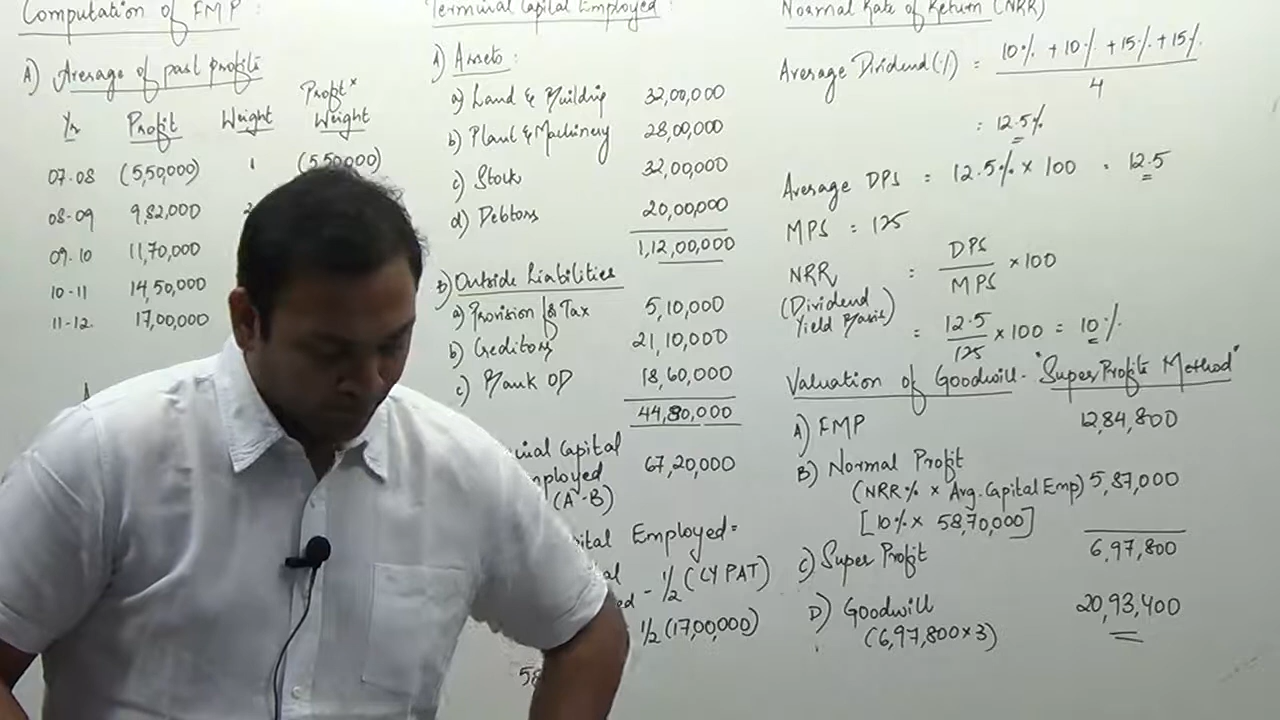 Computation of FMP:
A) Average of past profits
Yr Profit Weight Profit × Weight
07-08 (5,50,000) 1 (5,50,000)
08-09 9,82,000
09-10 11,70,000
10-11 14,50,000
11-12. 17,00,000
Terminal Capital Employed:
A) Assets:
a) Land & Building 32,00,000
b) Plant & Machinery 28,00,000
c) Stock 32,00,000
d) Debtors 20,00,000
1,12,00,000
B) Outside Liabilities
a) Provision for Tax 5,10,000
b) Creditors 21,10,000
c) Bank OD 18,60,000
44,80,000
Capital
67,20,000
(A-B)
Employed =
- 1/2 (LY PAT)
1/2 (17,00,000)
58
Normal Rate of Return (NRR)
Average Dividend (%) = 10% + 10% + 15% + 15%
4
= 12.5%
Average DPS = 12.5% × 100 = 12.5
MPS = 125
NRR = DPS/MPS × 100
(Dividend Yield Basis)
= 12.5/125 × 100 = 10%
Valuation of Goodwill - "Super Profits Method"
A) FMP 12,84,800
B) Normal Profit
(NRR% × Avg. Capital Emp) 5,87,000
[10% × 58,70,000]
C) Super Profit 6,97,800
D) Goodwill 20,93,400
(6,97,800×3)